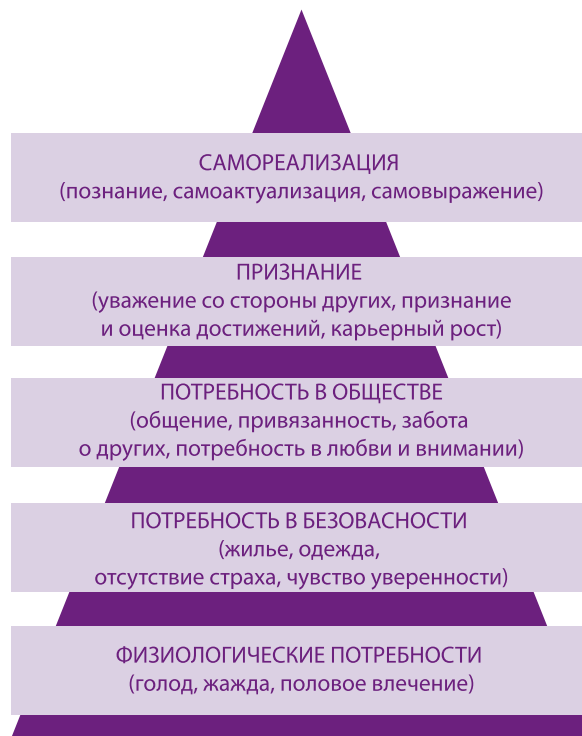 САМОРЕАЛИЗАЦИЯ
(познание, самоактуализация, самовыражение)
ПРИЗНАНИЕ
(уважение со стороны других, признание
и оценка достижений, карьерный рост)
ПОТРЕБНОСТЬ В ОБЩЕСТВЕ
(общение, привязанность, забота
о других, потребность в любви и внимании)
ПОТРЕБНОСТЬ В БЕЗОВАСНОСТИ
(жилье, одежда,
отсутствие страха, чувство уверенности)
ФИЗИОЛОГИЧЕСКИЕ ПОТРЕБНОСТИ
(голод, жажда, половое влечение)